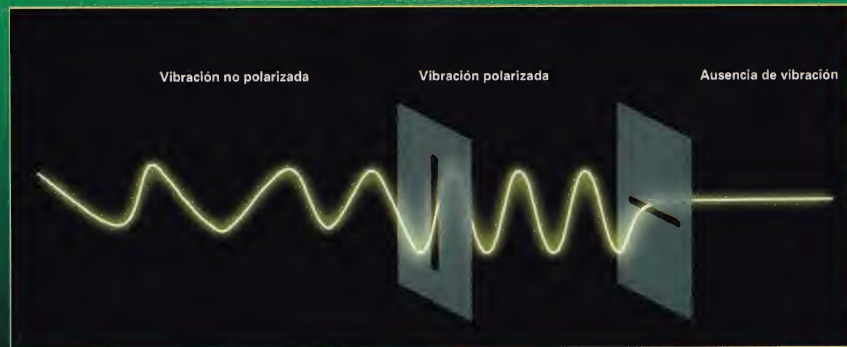 Vibración no polarizada
Vibración polarizada
Ausencia de vibración